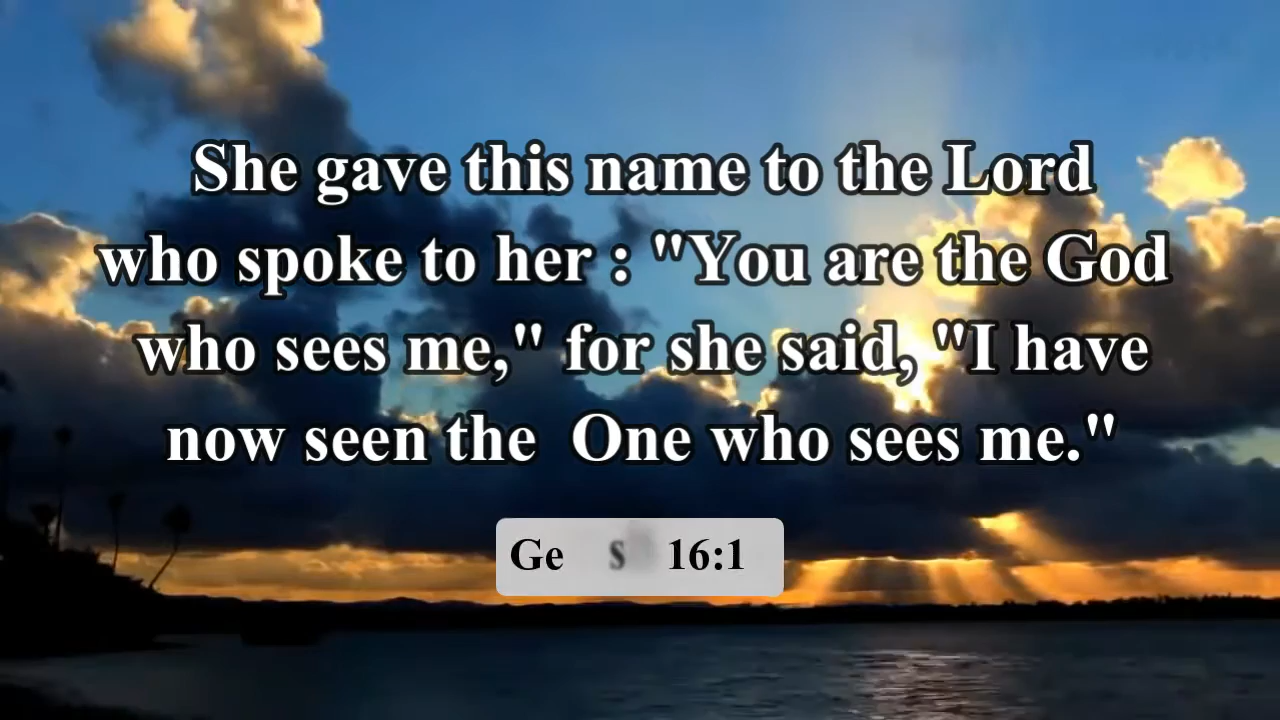 She gave this name to the Lord
who spoke to her : "You are the God
who sees me," for she said, "I have
now seen the One who sees me."
16:1